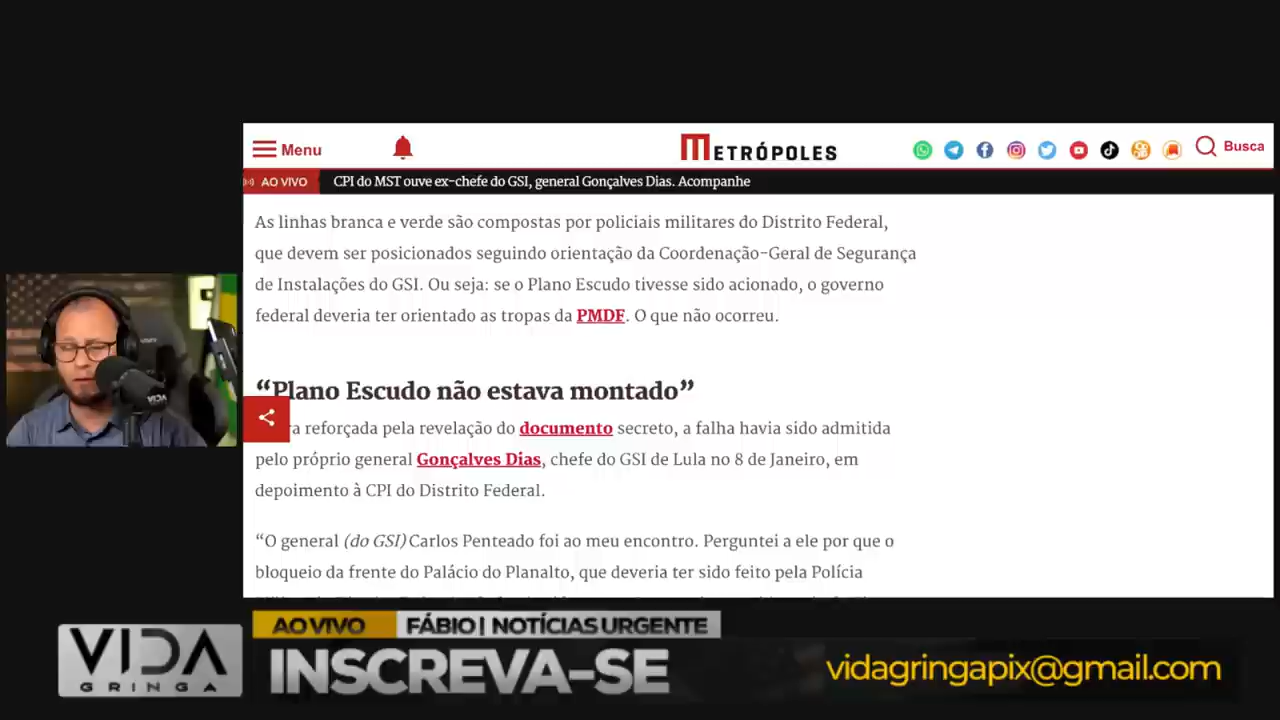 Menu
METRÓPOLES
Busca
AO VIVO
CPI do MST ouve ex-chefe do GSI, general Gonçalves Dias. Acompanhe
As linhas branca e verde são compostas por policiais militares do Distrito Federal,
que devem ser posicionados seguindo orientação da Coordenação-Geral de Segurança
de Instalações do GSI. Ou seja: se o Plano Escudo tivesse sido acionado, o governo
federal deveria ter orientado as tropas da PMDF. O que não ocorreu.
“Plano Escudo não estava montado”
reforçada pela revelação do documento secreto, a falha havia sido admitida
pelo próprio general Gonçalves Dias, chefe do GSI de Lula no 8 de Janeiro, em
depoimento à CPI do Distrito Federal.
“O general (do GSI) Carlos Penteado foi ao meu encontro. Perguntei a ele por que o
bloqueio da frente do Palácio do Planalto, que deveria ter sido feito pela Polícia
AO VIVO
FÁBIO | NOTÍCIAS URGENTE
VIDA
GRINGA
INSCREVA-SE
vidagringapix@gmail.com